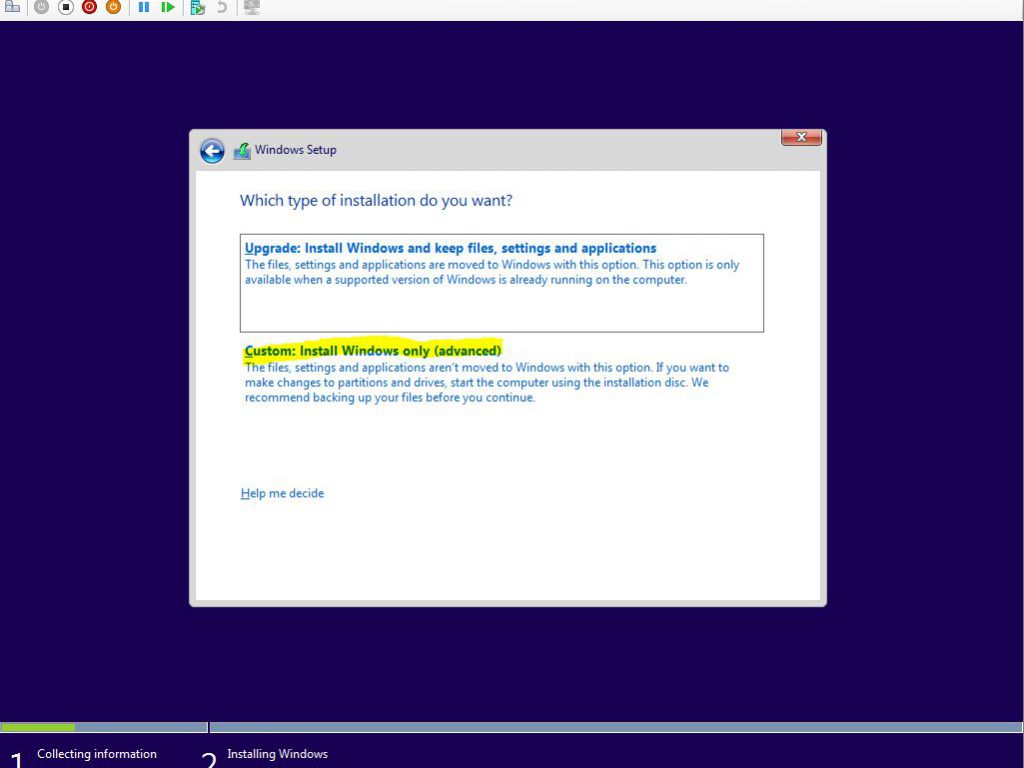 Windows Setup
Which type of installation do you want?
Upgrade: Install Windows and keep files, settings and applications
The files, settings and applications are moved to Windows with this option. This option is only
available when a supported version of Windows is already running on the computer.
Custom: Install Windows only (advanced)
The files, settings and applications aren't moved to Windows with this option. If you want to
make changes to partitions and drives, start the computer using the installation disc. We
recommend backing up your files before you continue.
Help me decide
1 Collecting information
2 Installing Windows